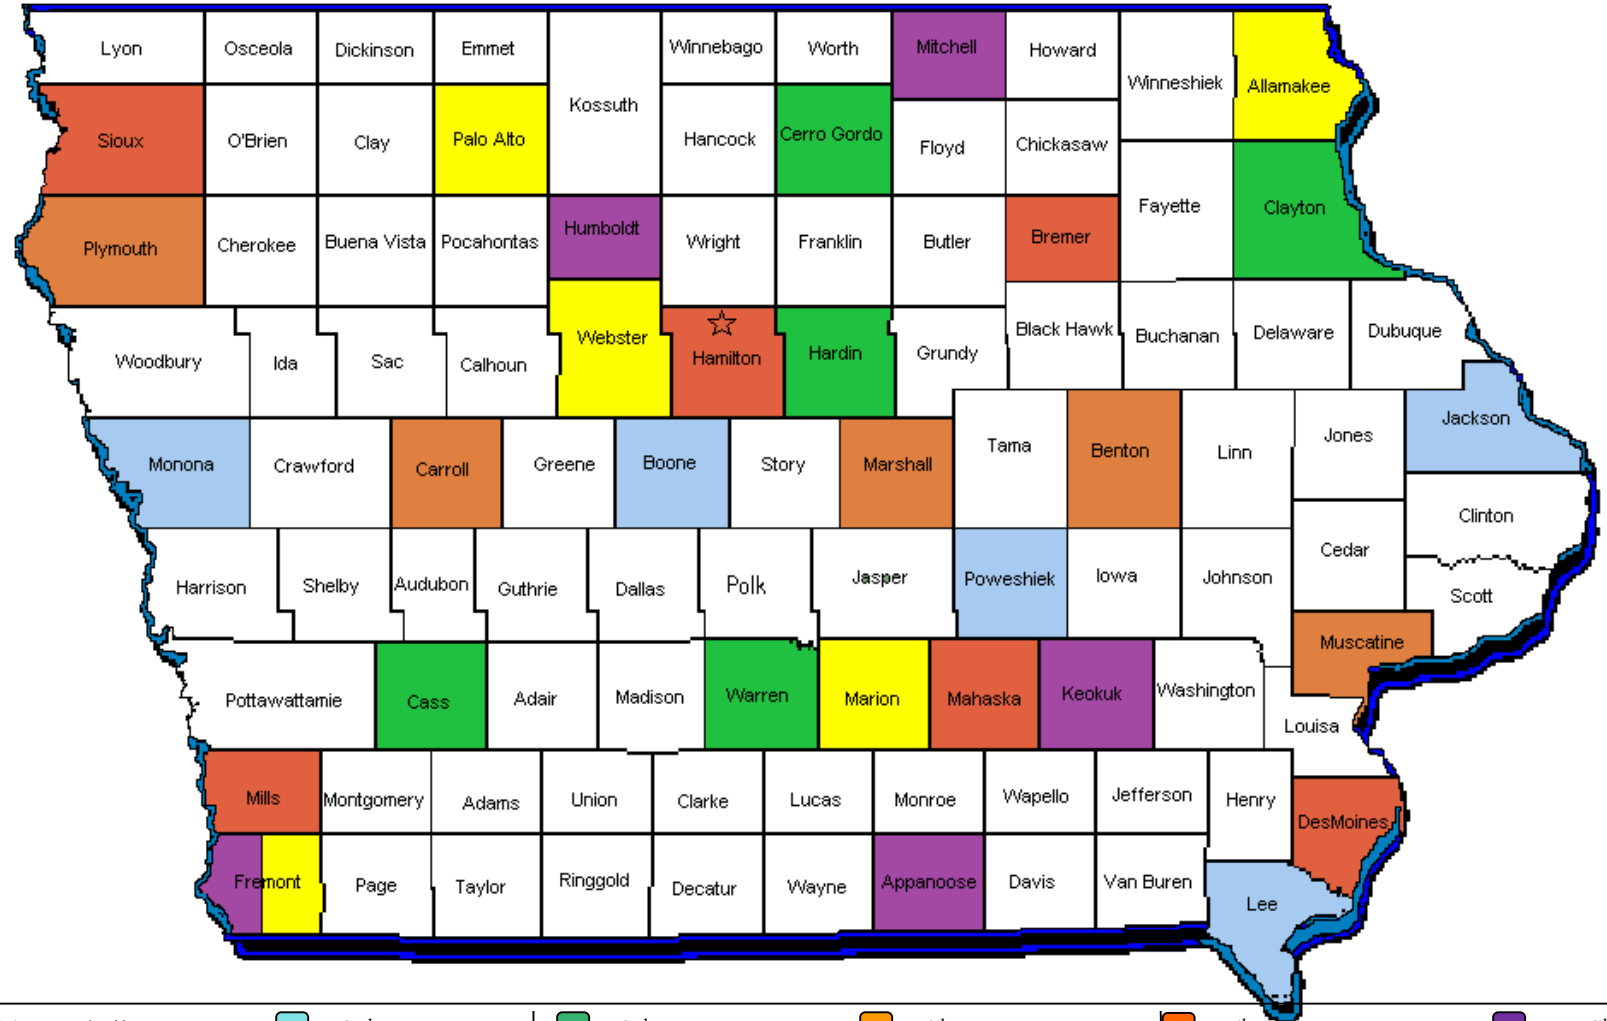 Lyon Osceola Dickinson Emmet Winnebago Worth Mitchell Howard
Winneshiek Allamakee
Kossuth
Sioux O'Brien Clay Palo Alto Hancock Cerro Gordo Floyd Chickasaw
Fayette Clayton
Plymouth Cherokee Buena Vista Pocahontas Humboldt Wright Franklin Butler Bremer
Woodbury Ida Sac Calhoun Webster Hamilton Hardin Grundy Black Hawk Buchanan Delaware Dubuque
Jackson
Monona Crawford Carroll Greene Boone Story Marshall Tama Benton Linn Jones
Clinton
Cedar
Harrison Shelby Audubon Guthrie Dallas Polk Jasper Poweshiek Iowa Johnson Scott
Muscatine
Pottawattamie Cass Adair Madison Warren Marion Mahaska Keokuk Washington
Louisa
Mills Montgomery Adams Union Clarke Lucas Monroe Wapello Jefferson Henry
DesMoines
Fremont Page Taylor Ringgold Decatur Wayne Appanoose Davis Van Buren
Lee